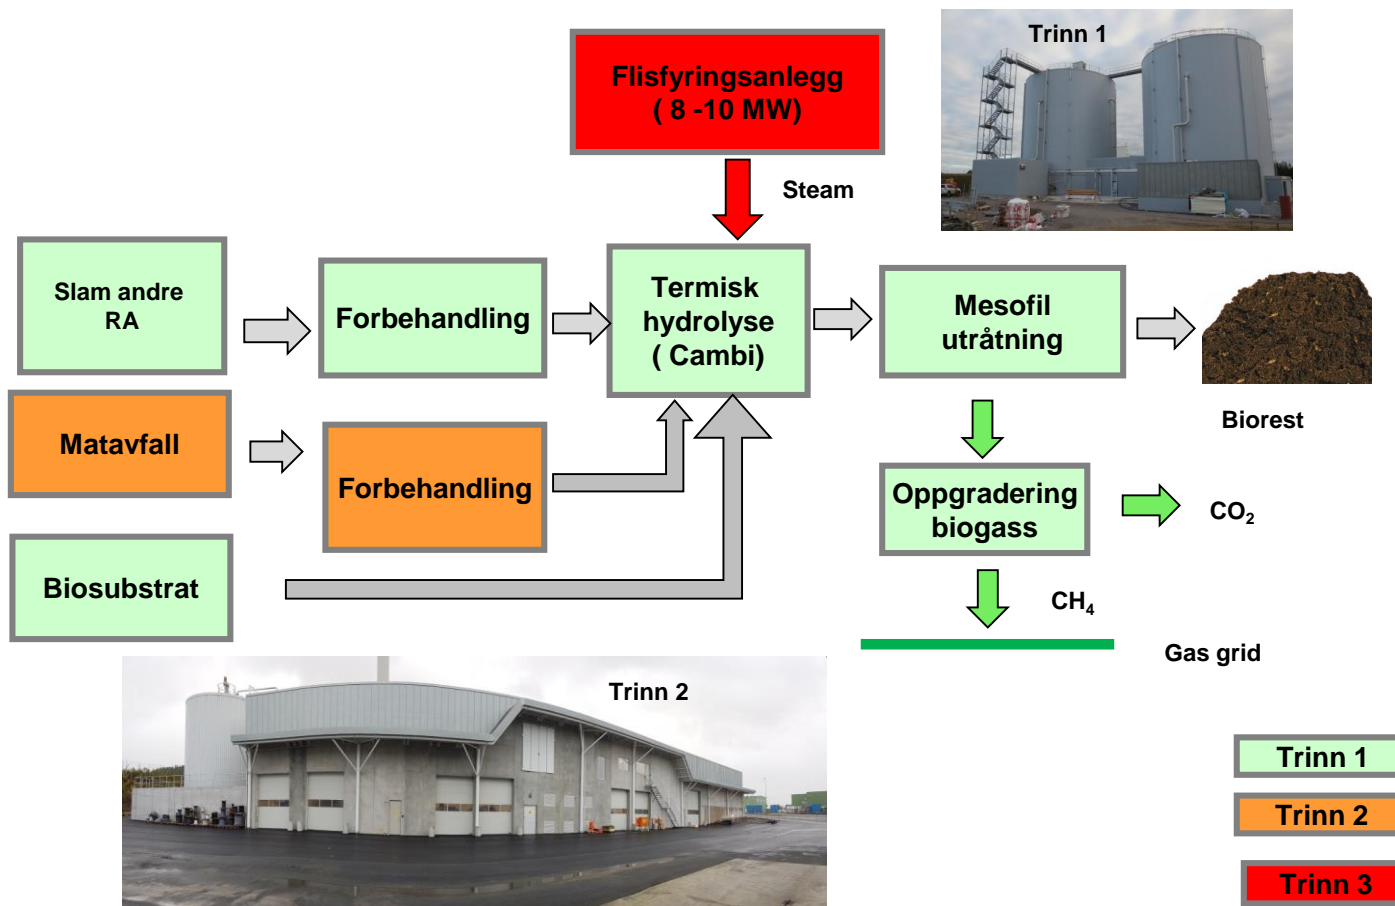 Trinn 1
Flisfyringsanlegg
( 8 -10 MW)
Steam
Slam andre
RA
Forbehandling
Termisk
hydrolyse
( Cambi)
Mesofil
utråtning
Matavfall
Forbehandling
Biorest
Oppgradering
biogass
CO₂
Biosubstrat
CH₄
Gas grid
Trinn 2
Trinn 1
Trinn 2
Trinn 3